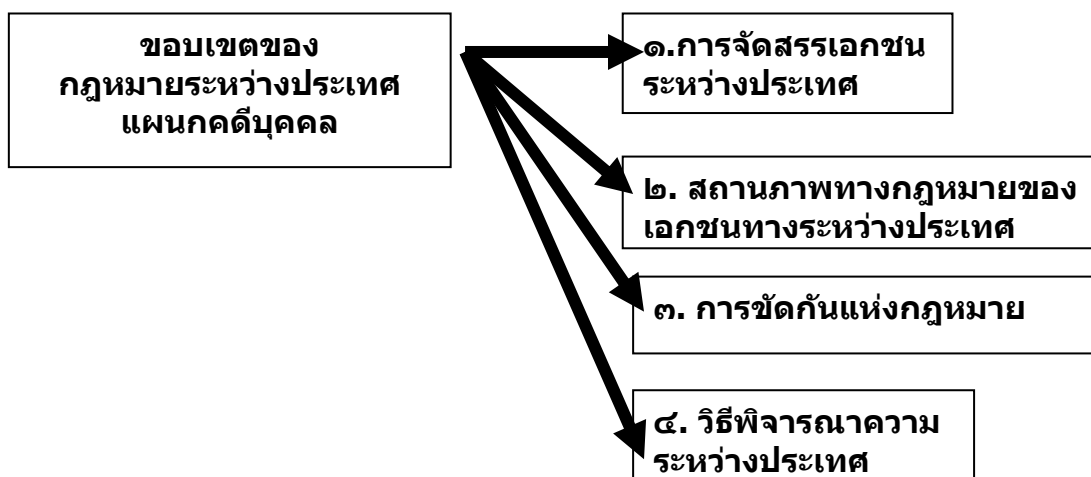 ขอบเขตของ
กฎหมายระหว่างประเทศ
แผนกคดีบุคคล
๑.การจัดสรรเอกชน
ระหว่างประเทศ
๒. สถานภาพทางกฎหมายของ
เอกชนทางระหว่างประเทศ
๓. การขัดกันแห่งกฎหมาย
๔. วิธีพิจารณาความ
ระหว่างประเทศ